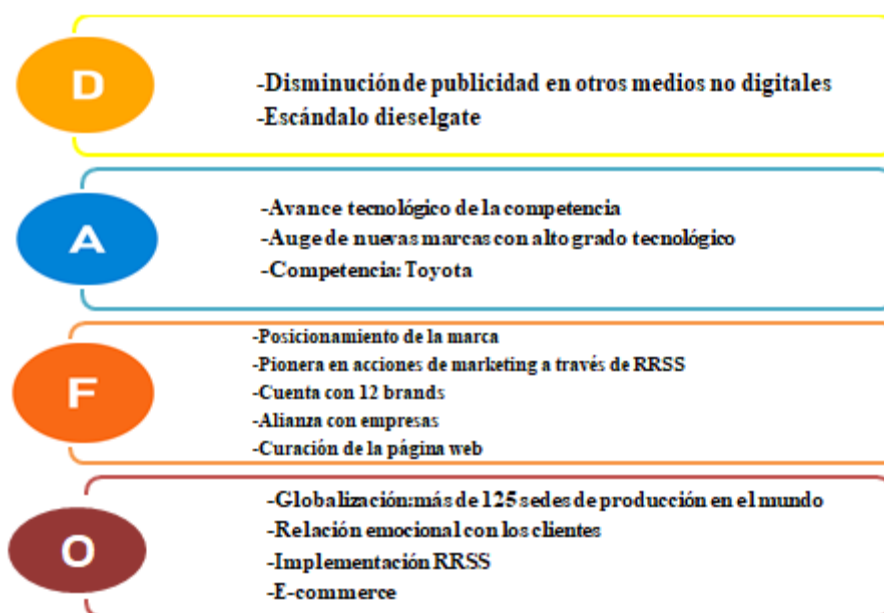 D
-Disminución de publicidad en otros medios no digitales
-Escándalo dieselgate
A
-Avance tecnológico de la competencia
-Auge de nuevas marcas con alto grado tecnológico
-Competencia: Toyota
F
-Posicionamiento de la marca
-Pionera en acciones de marketing a través de RRSS
-Cuenta con 12 brands
-Alianza con empresas
-Curación de la página web
O
-Globalización:más de 125 sedes de producción en el mundo
-Relación emocional con los clientes
-Implementación RRSS
-E-commerce